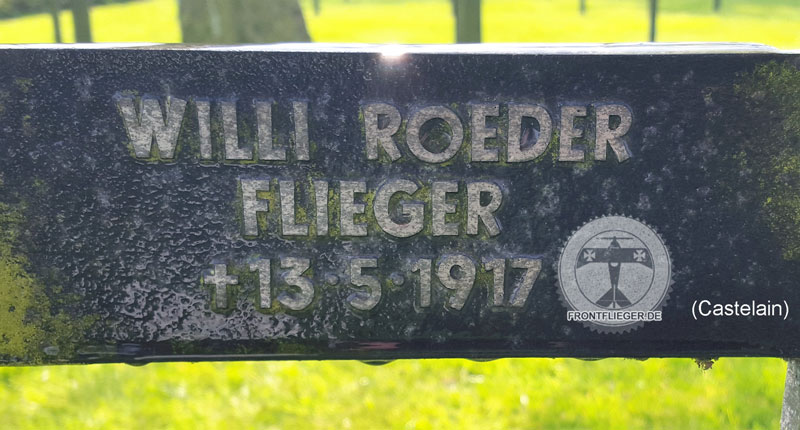 WILLI ROEDER
FLIEGER
+13·5·1917
FRONTFLIEGER.DE
(Castelain)